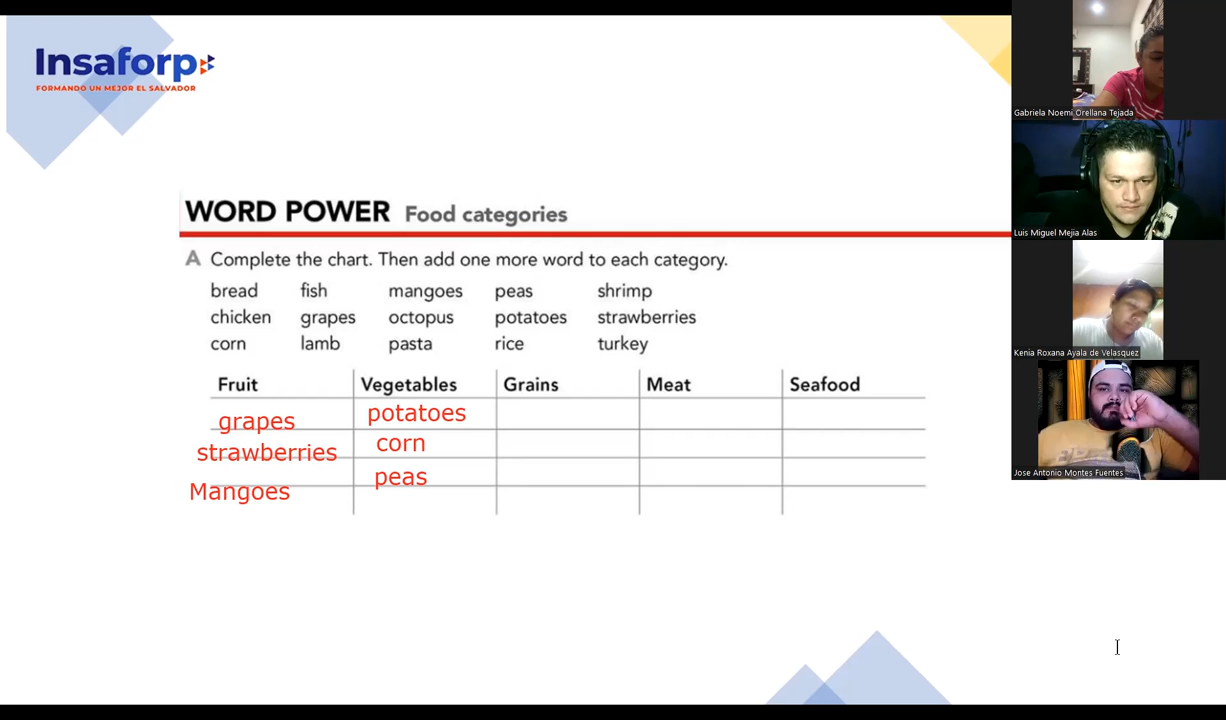 Insaforp
FORMANDO UN MEJOR EL SALVADOR
WORD POWER Food categories
A Complete the chart. Then add one more word to each category.
bread fish mangoes peas shrimp
chicken grapes octopus potatoes strawberries
corn lamb pasta rice turkey
Fruit Vegetables Grains Meat Seafood
grapes potatoes
strawberries corn
Mangoes peas
Gabriela Noemi Orellana Tejada
Luis Miguel Mejia Alas
Kenia Roxana Ayala de Velasquez
Jose Antonio Montes Fuentes